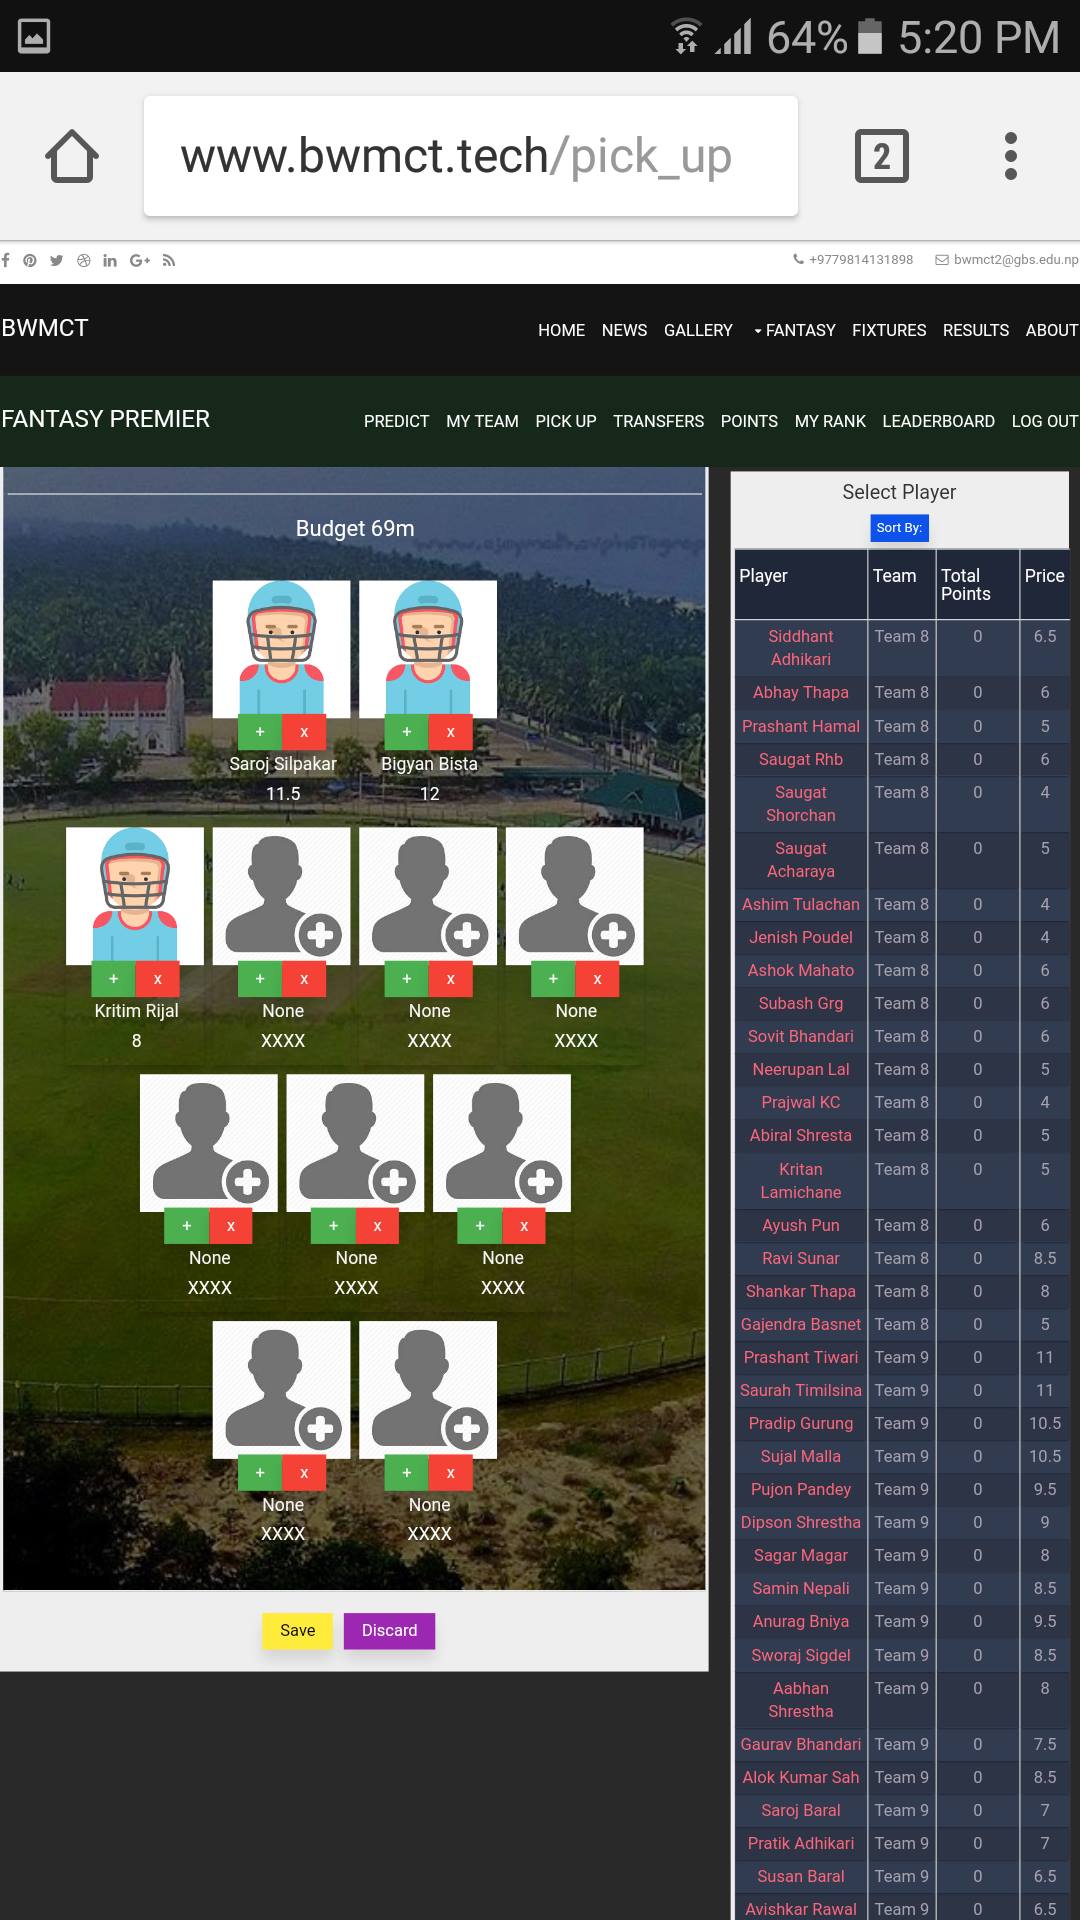 64% 5:20 PM
www.bwmct.tech/pick_up
2
+9779814131898 bwmct2@gbs.edu.np
BWMCT
HOME NEWS GALLERY FANTASY FIXTURES RESULTS ABOUT
FANTASY PREMIER
PREDICT MY TEAM PICK UP TRANSFERS POINTS MY RANK LEADERBOARD LOG OUT
Budget 69m
+ x + x
Saroj Silpakar Bigyan Bista
11.5 12
+ x + x + x + x
Kritim Rijal None None None
8 XXXX XXXX XXXX
+ x + x + x
None None None
XXXX XXXX XXXX
+ x + x
None None
XXXX XXXX
Save Discard
Select Player
Sort By:
Player Team Total Points Price
Siddhant Adhikari Team 8 0 6.5
Abhay Thapa Team 8 0 6
Prashant Hamal Team 8 0 5
Saugat Rhb Team 8 0 6
Saugat Shorchan Team 8 0 4
Saugat Acharaya Team 8 0 5
Ashim Tulachan Team 8 0 4
Jenish Poudel Team 8 0 4
Ashok Mahato Team 8 0 6
Subash Grg Team 8 0 6
Sovit Bhandari Team 8 0 6
Neerupan Lal Team 8 0 5
Prajwal KC Team 8 0 4
Abiral Shresta Team 8 0 5
Kritan Lamichane Team 8 0 5
Ayush Pun Team 8 0 6
Ravi Sunar Team 8 0 8.5
Shankar Thapa Team 8 0 8
Gajendra Basnet Team 8 0 5
Prashant Tiwari Team 9 0 11
Saurah Timilsina Team 9 0 11
Pradip Gurung Team 9 0 10.5
Sujal Malla Team 9 0 10.5
Pujon Pandey Team 9 0 9.5
Dipson Shrestha Team 9 0 9
Sagar Magar Team 9 0 8
Samin Nepali Team 9 0 8.5
Anurag Bniya Team 9 0 9.5
Sworaj Sigdel Team 9 0 8.5
Aabhan Shrestha Team 9 0 8
Gaurav Bhandari Team 9 0 7.5
Alok Kumar Sah Team 9 0 8.5
Saroj Baral Team 9 0 7
Pratik Adhikari Team 9 0 7
Susan Baral Team 9 0 6.5
Avishkar Rawal Team 9 0 6.5